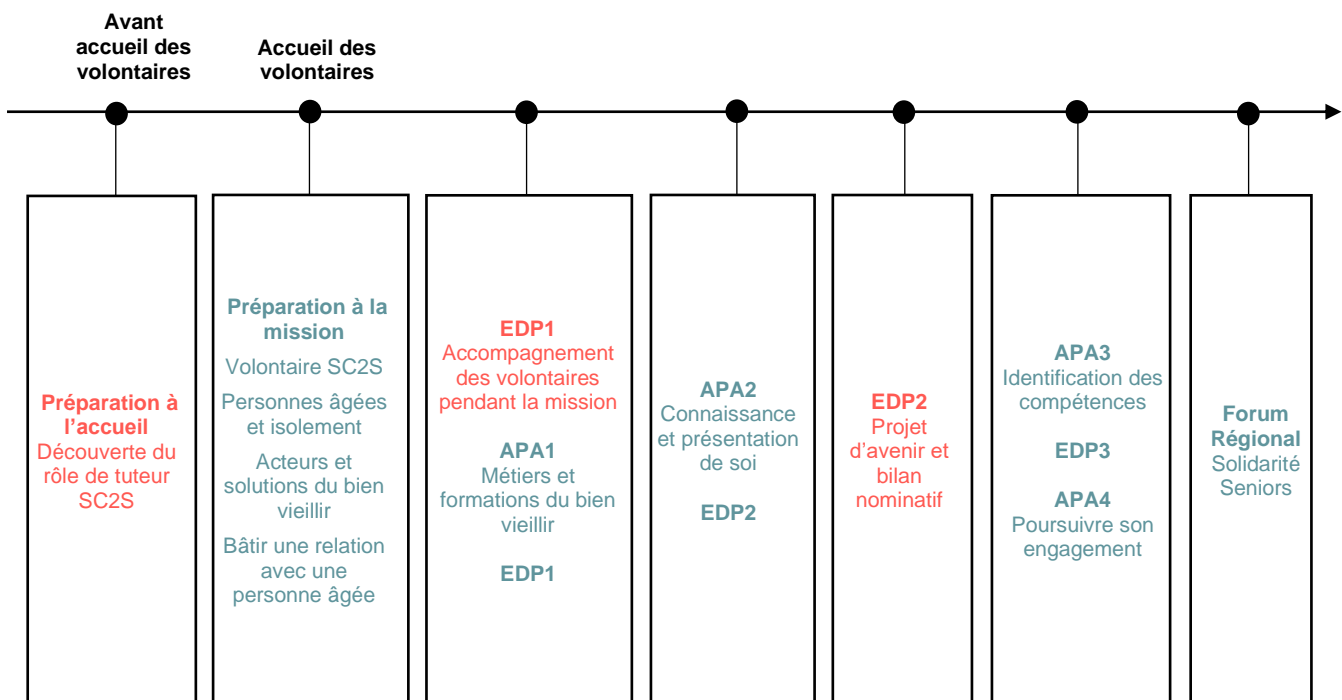 Avant
accueil des
volontaires
Accueil des
volontaires
Préparation à
l’accueil
Découverte du
rôle de tuteur
SC2S
Préparation à la
mission
Volontaire SC2S
Personnes âgées
et isolement
Acteurs et
solutions du bien
vieillir
Bâtir une relation
avec une
personne âgée
EDP1
Accompagnement
des volontaires
pendant la mission
APA1
Métiers et
formations du bien
vieillir
EDP1
APA2
Connaissance
et présentation
de soi
EDP2
EDP2
Projet
d’avenir et
bilan
nominatif
APA3
Identification des
compétences
EDP3
APA4
Poursuivre son
engagement
Forum
Régional
Solidarité
Seniors